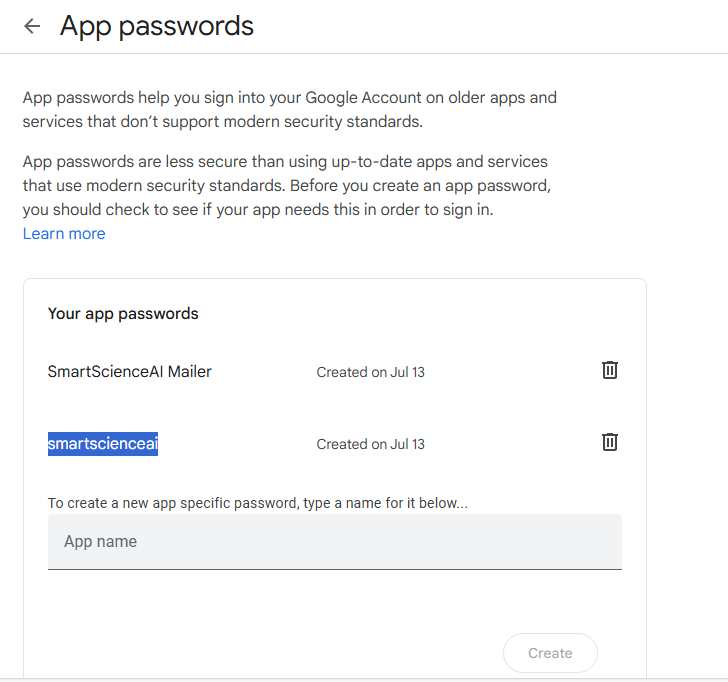 App passwords
App passwords help you sign into your Google Account on older apps and
services that don’t support modern security standards.
App passwords are less secure than using up-to-date apps and services
that use modern security standards. Before you create an app password,
you should check to see if your app needs this in order to sign in.
Learn more
Your app passwords
SmartScienceAI Mailer Created on Jul 13
smartscienceai Created on Jul 13
To create a new app specific password, type a name for it below...
App name
Create